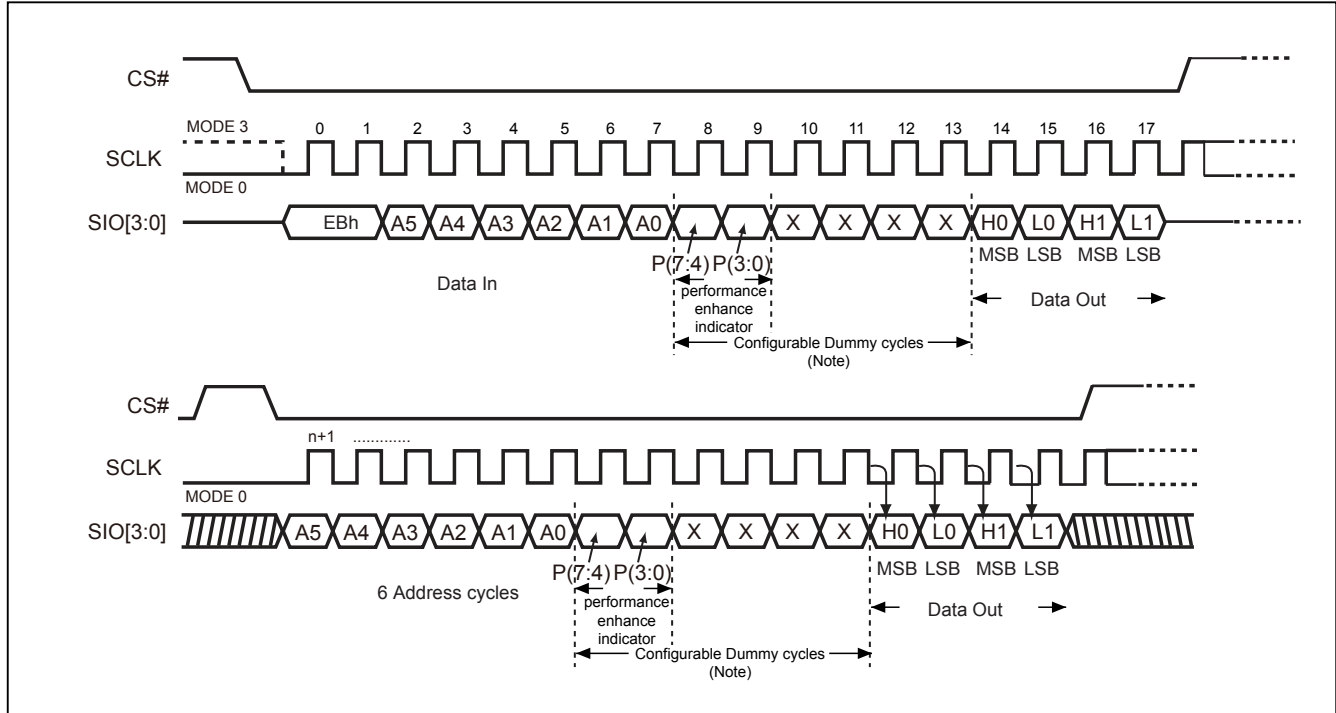 CS#
MODE 3
0 1 2 3 4 5 6 7 8 9 10 11 12 13 14 15 16 17
SCLK
MODE 0
SIO[3:0] EBh A5 A4 A3 A2 A1 A0 X X X X H0 L0 H1 L1
P(7:4) P(3:0) MSB LSB MSB LSB
Data In performance Data Out
enhance
indicator
Configurable Dummy cycles
(Note)
CS#
n+1 .............
SCLK
MODE 0
SIO[3:0] A5 A4 A3 A2 A1 A0 X X X X H0 L0 H1 L1
P(7:4) P(3:0) MSB LSB MSB LSB
6 Address cycles performance Data Out
enhance
indicator
Configurable Dummy cycles
(Note)